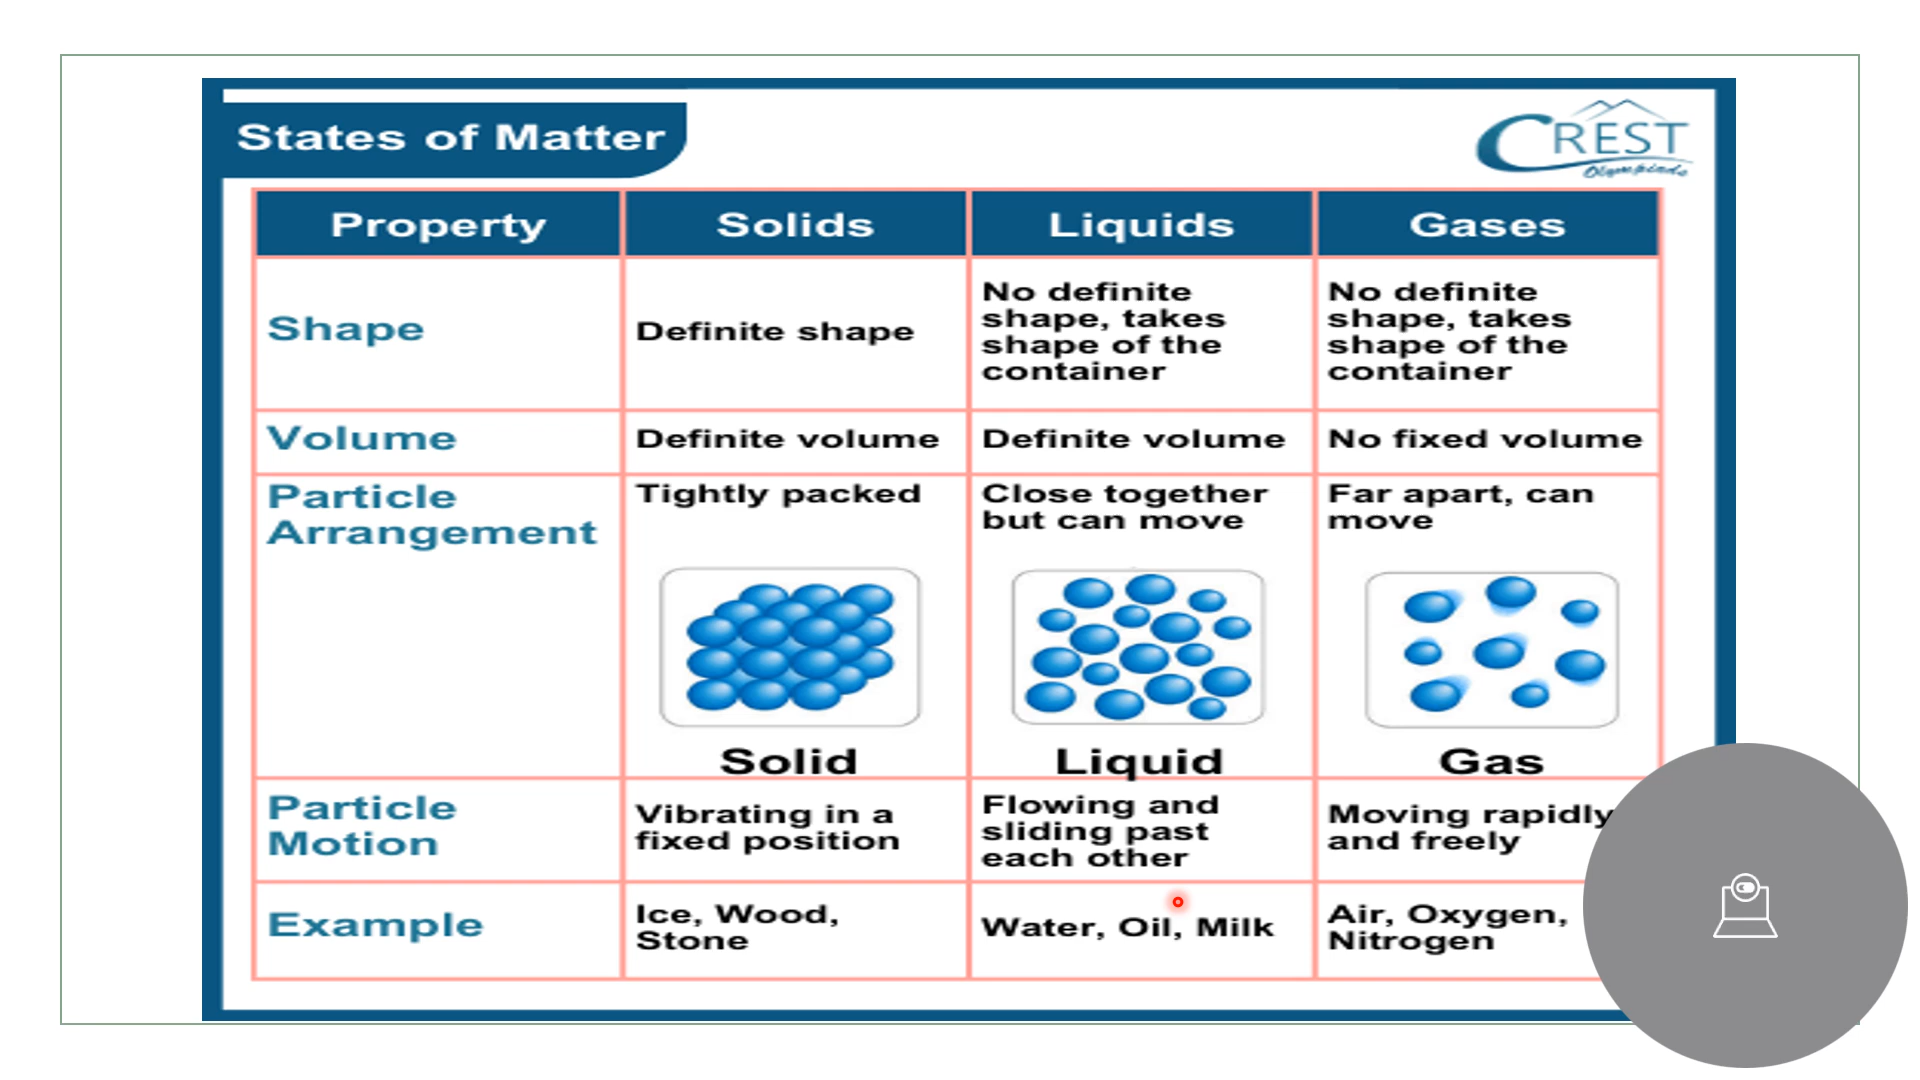 States of Matter
CREST
Olympiads
Property Solids Liquids Gases
Shape
Definite shape
No definite
shape, takes
shape of the
container
No definite
shape, takes
shape of the
container
Volume
Definite volume
Definite volume
No fixed volume
Particle
Arrangement
Tightly packed
Close together
but can move
Far apart, can
move
Solid
Liquid
Gas
Particle
Motion
Vibrating in a
fixed position
Flowing and
sliding past
each other
Moving rapidly
and freely
Example
Ice, Wood,
Stone
Water, Oil, Milk
Air, Oxygen,
Nitrogen